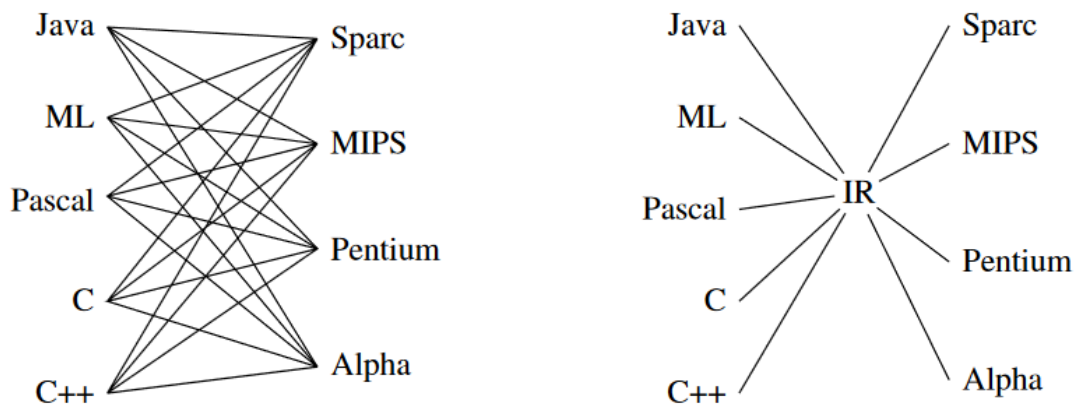 Java
ML
Pascal
C
C++
Sparc
MIPS
Pentium
Alpha
Java
ML
Pascal
C
C++
IR
Sparc
MIPS
Pentium
Alpha